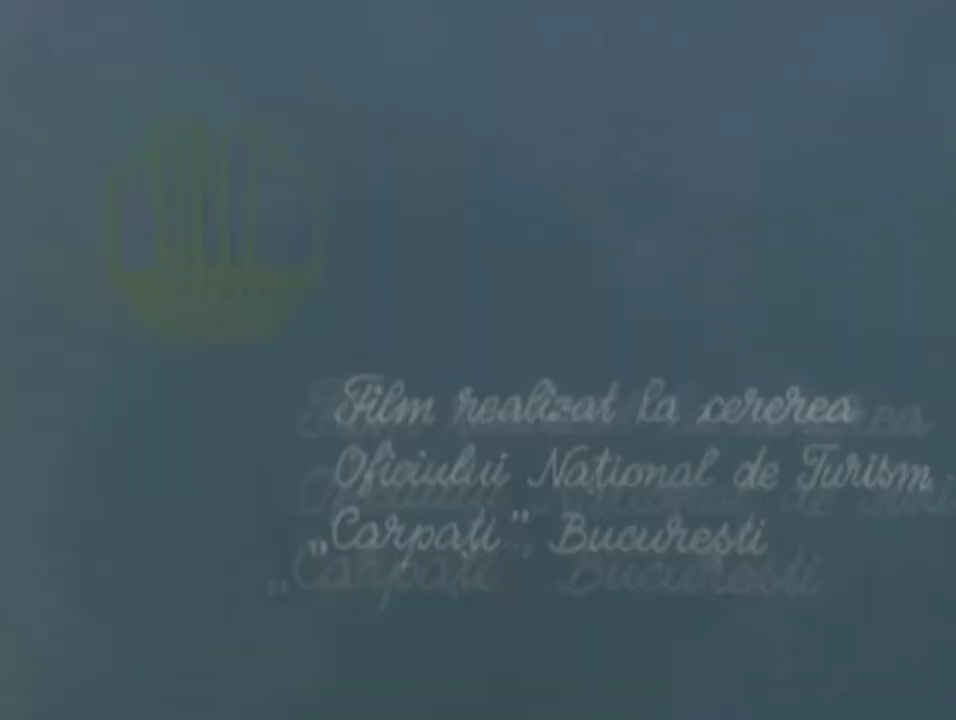 Film realizat la cererea
Oficiului Național de Turism
„Carpați" București